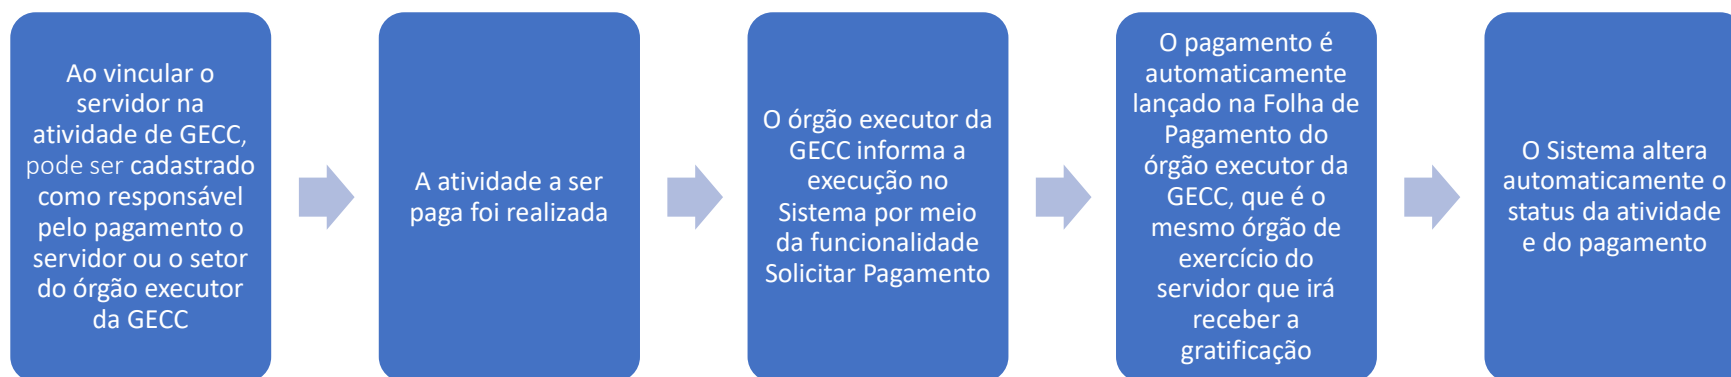 Ao vincular o
servidor na
atividade de GECC,
pode ser cadastrado
como responsável
pelo pagamento o
servidor ou o setor
do órgão executor
da GECC
A atividade a ser
paga foi realizada
O órgão executor da
GECC informa a
execução no
Sistema por meio
da funcionalidade
Solicitar Pagamento
O pagamento é
automaticamente
lançado na Folha de
Pagamento do
órgão executor da
GECC, que é o
mesmo órgão de
exercício do
servidor que irá
receber a
gratificação
O Sistema altera
automaticamente o
status da atividade
e do pagamento